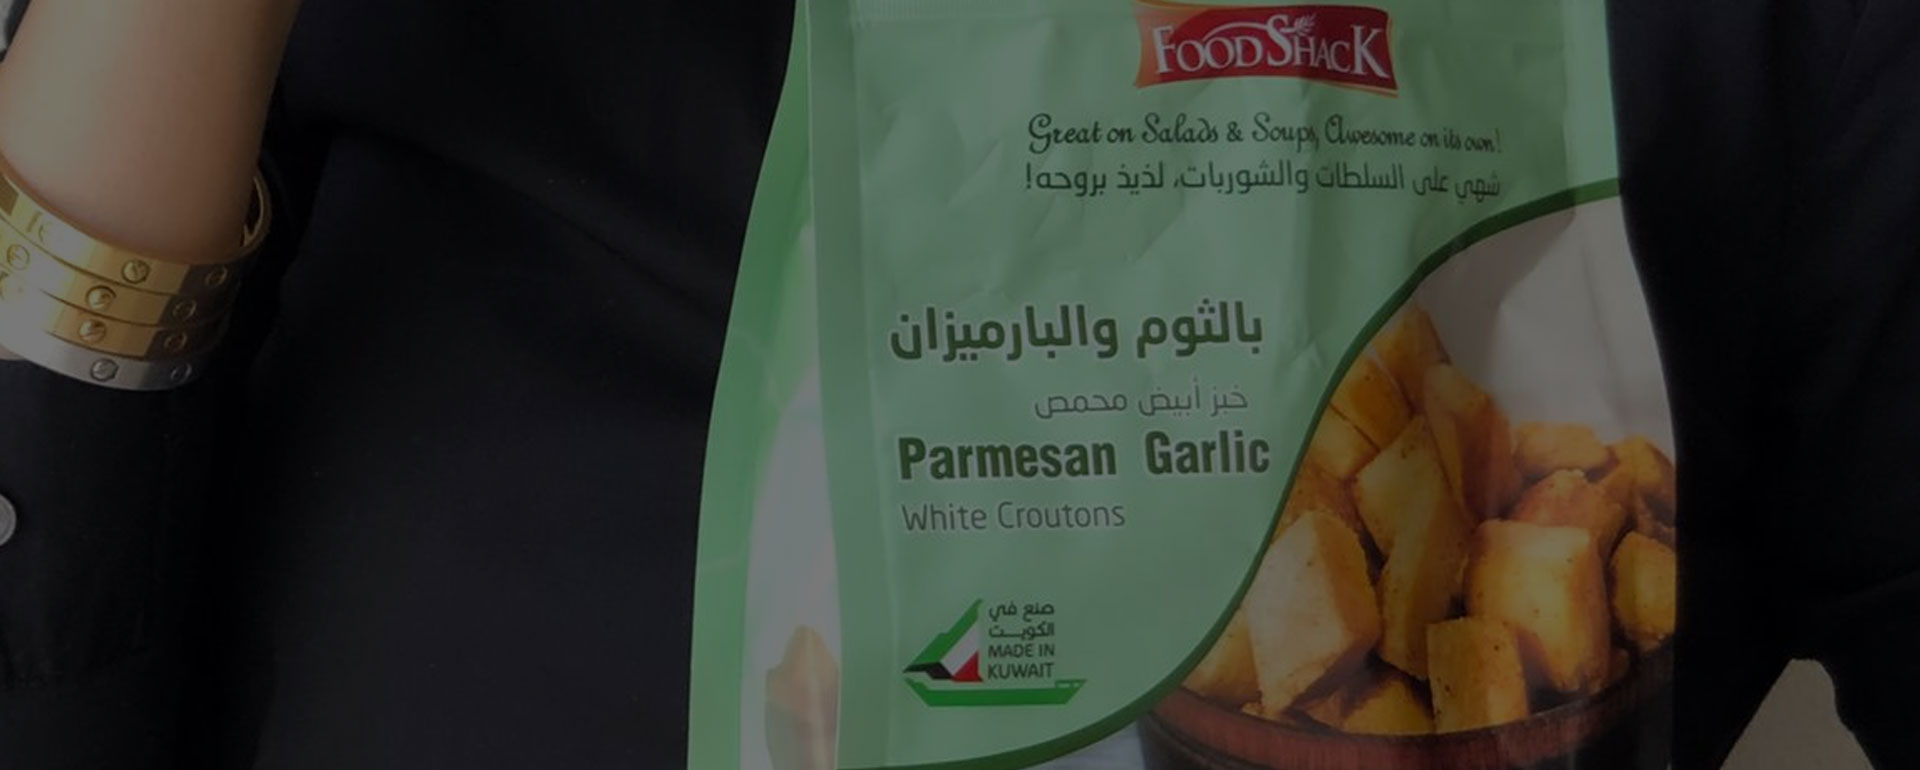 FOODSHACK
Great on Salads & Soups, Awesome on its own!
شهي على السلطات والشوربات، لذيذ بروحه!
بالثوم والبارميزان
خبز أبيض محمص
Parmesan Garlic
White Croutons
صنع في
الكويـــت
MADE IN
KUWAIT